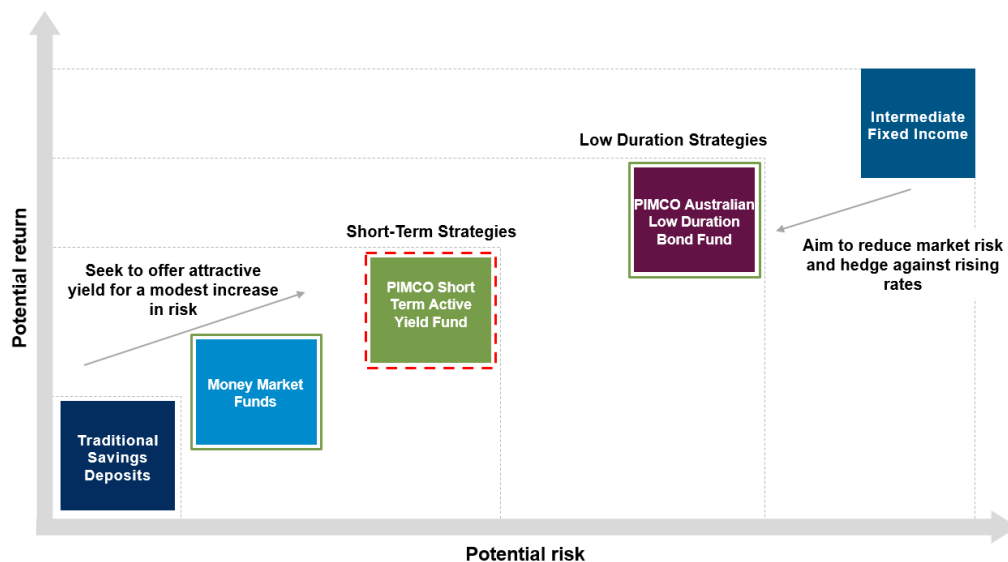 Potential return
Intermediate
Fixed Income
Low Duration Strategies
PIMCO Australian
Low Duration
Bond Fund
Aim to reduce market risk
and hedge against rising
rates
Short-Term Strategies
PIMCO Short
Term Active
Yield Fund
Seek to offer attractive
yield for a modest increase
in risk
Money Market
Funds
Traditional
Savings
Deposits
Potential risk